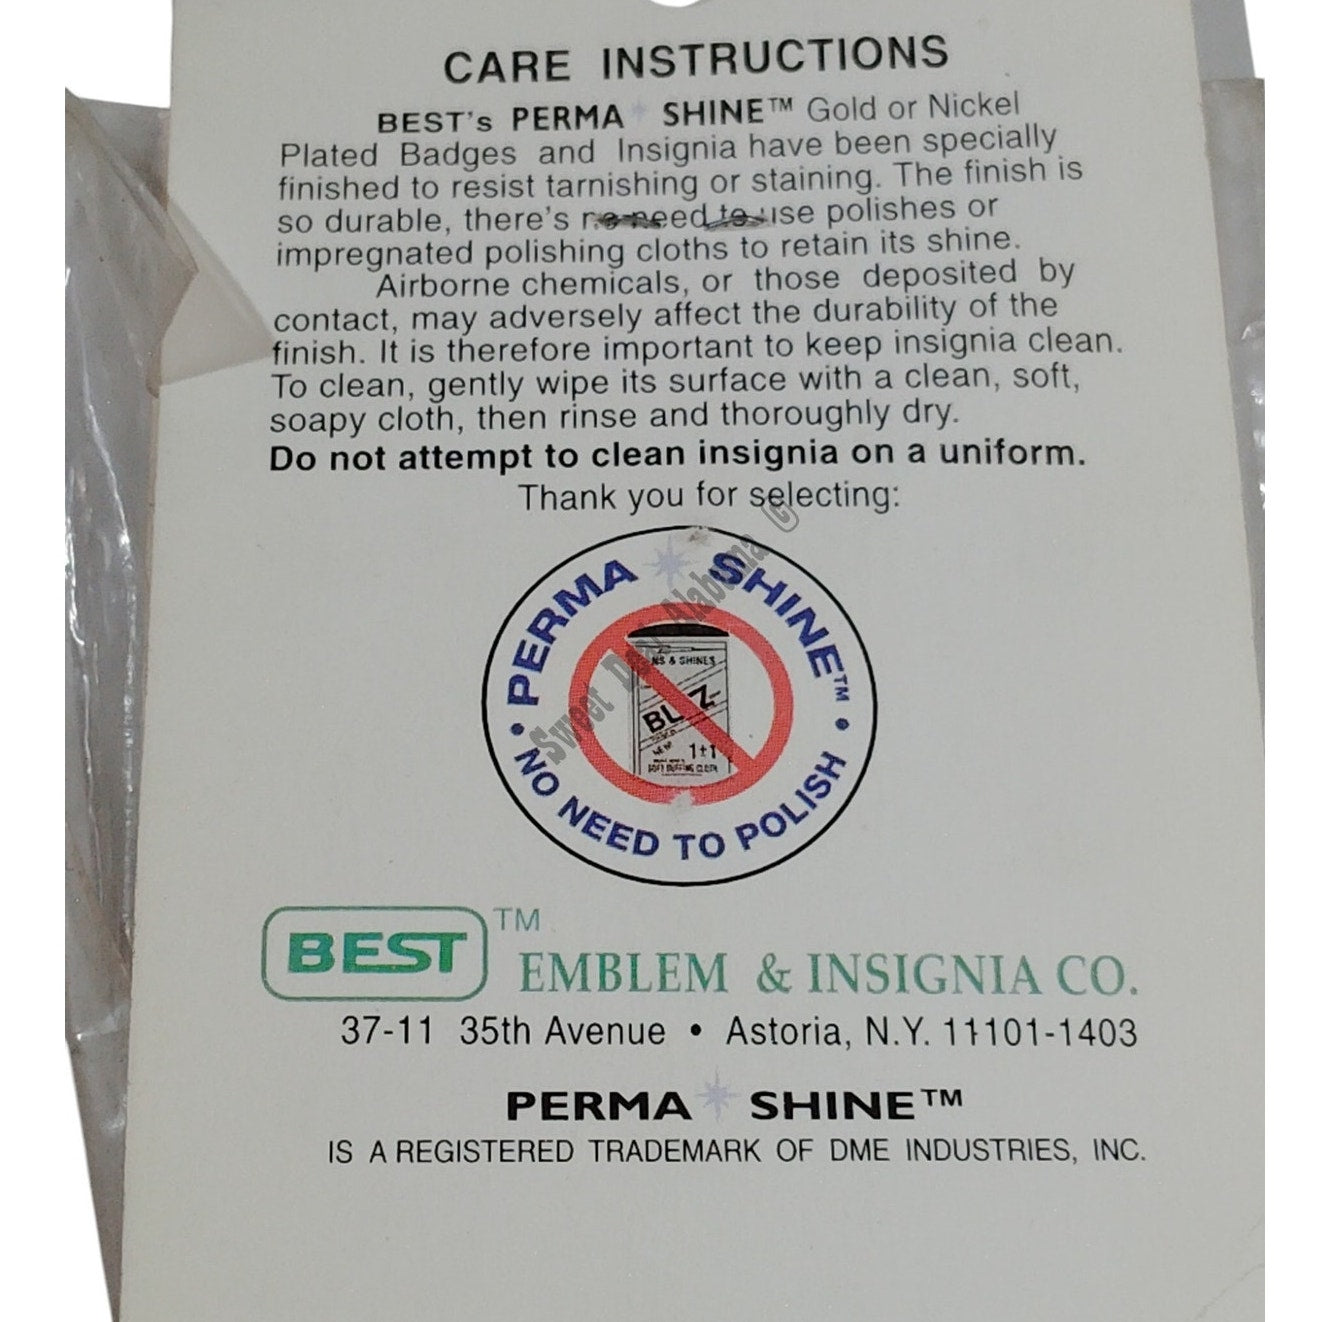 CARE INSTRUCTIONS
BEST's PERMA SHINE™ Gold or Nickel
Plated Badges and Insignia have been specially
finished to resist tarnishing or staining. The finish is
so durable, there's no need to use polishes or
impregnated polishing cloths to retain its shine.
Airborne chemicals, or those deposited by
contact, may adversely affect the durability of the
finish. It is therefore important to keep insignia clean.
To clean, gently wipe its surface with a clean, soft,
soapy cloth, then rinse and thoroughly dry.
Do not attempt to clean insignia on a uniform.
Thank you for selecting:
PERMA SHINE™
& SHINES
1+1
• NO NEED TO POLISH •
Sweet Deal Alabama ©
BEST™
EMBLEM & INSIGNIA CO.
37-11 35th Avenue • Astoria, N.Y. 11101-1403
PERMA SHINE™
IS A REGISTERED TRADEMARK OF DME INDUSTRIES, INC.